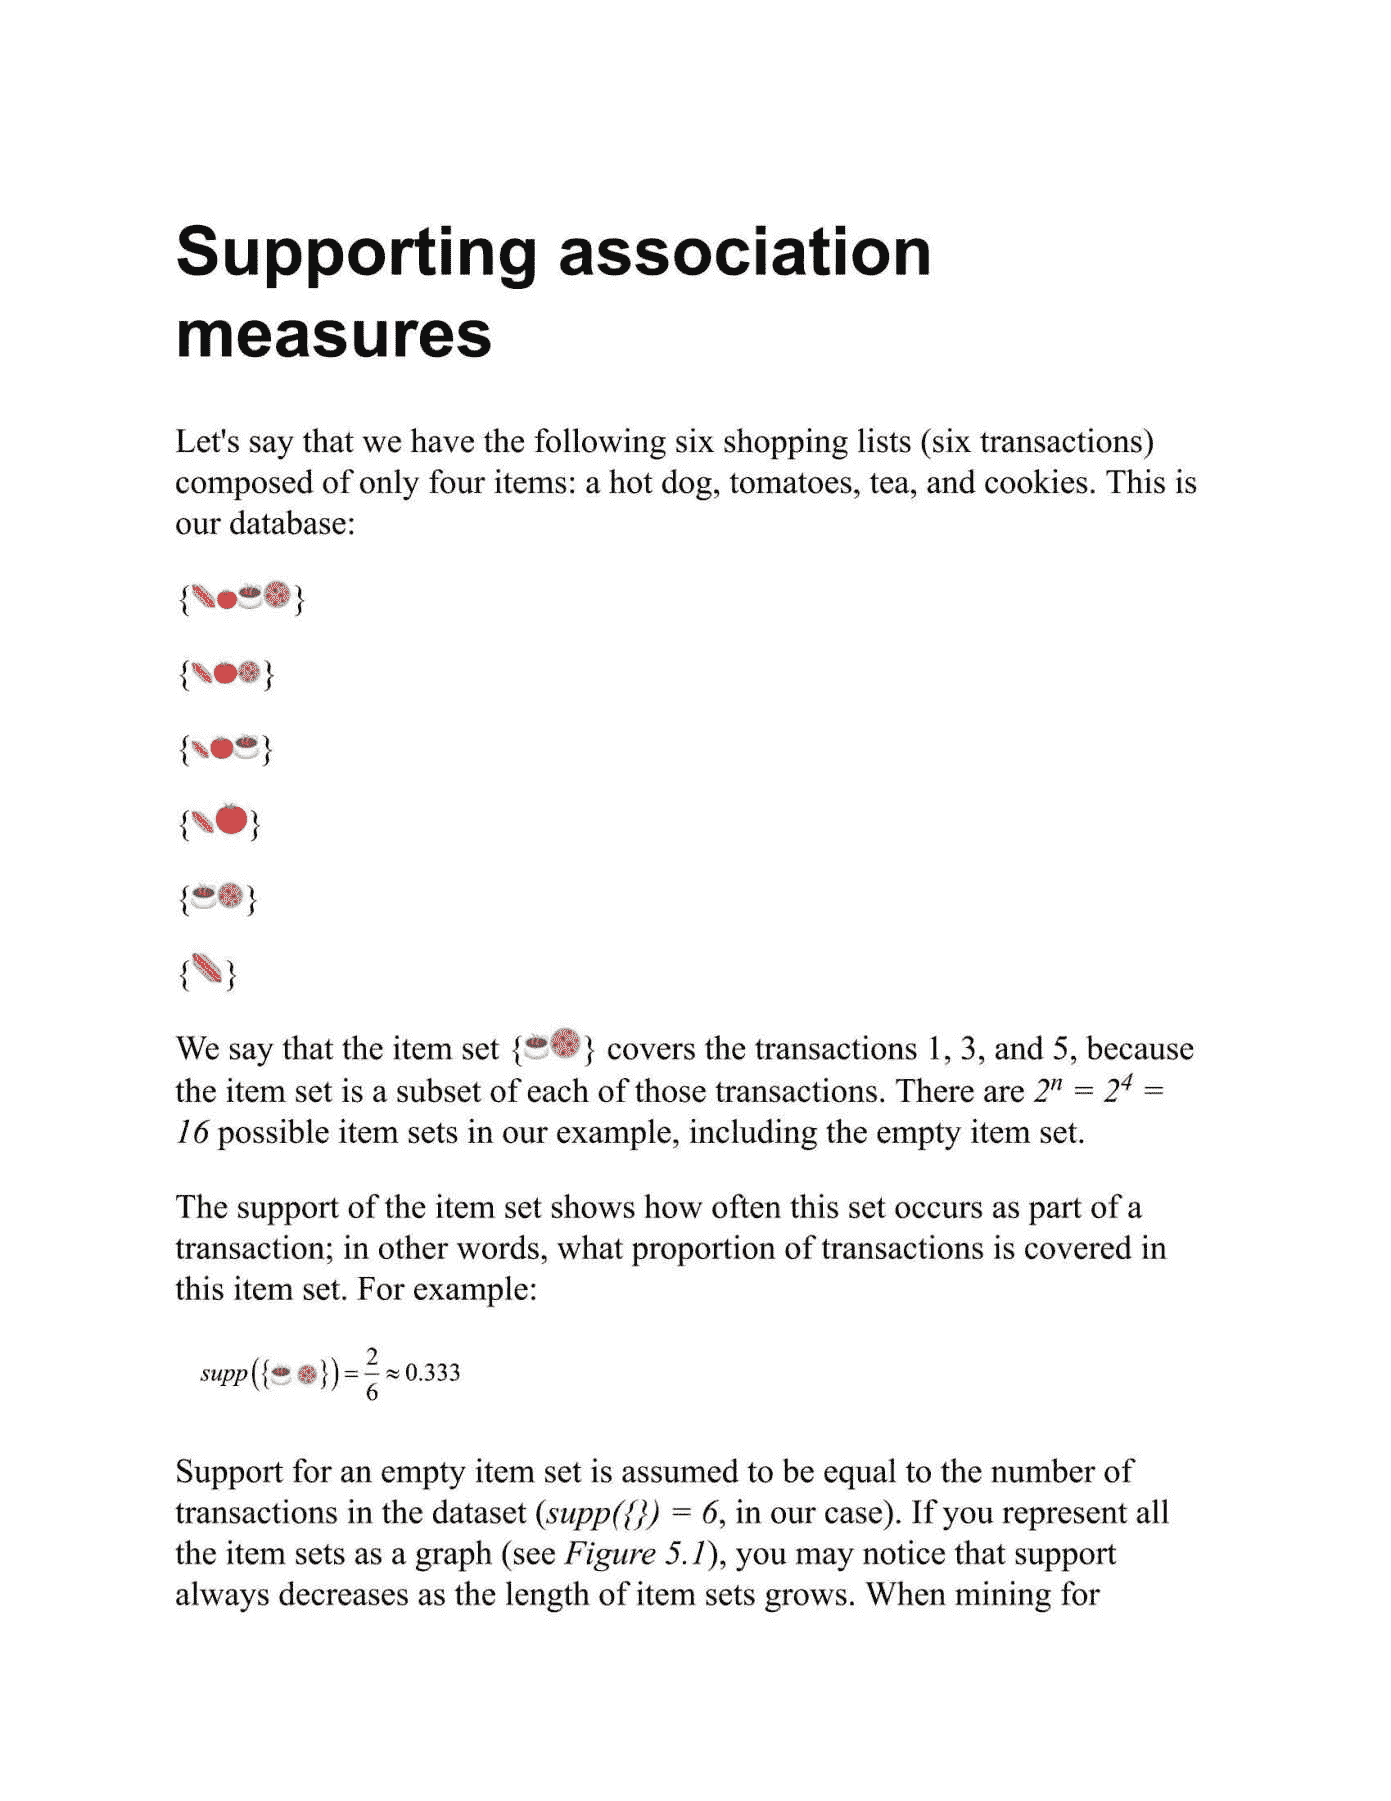 Supporting association
measures
Let's say that we have the following six shopping lists (six transactions)
composed of only four items: a hot dog, tomatoes, tea, and cookies. This is
our database:
{}
{}
{}
{}
{}
{}
We say that the item set {} covers the transactions 1, 3, and 5, because
the item set is a subset of each of those transactions. There are 2ⁿ = 2⁴ =
16 possible item sets in our example, including the empty item set.
The support of the item set shows how often this set occurs as part of a
transaction; in other words, what proportion of transactions is covered in
this item set. For example:
supp({}) = 2/6 ≈ 0.333
Support for an empty item set is assumed to be equal to the number of
transactions in the dataset (supp({}) = 6, in our case). If you represent all
the item sets as a graph (see Figure 5.1), you may notice that support
always decreases as the length of item sets grows. When mining for